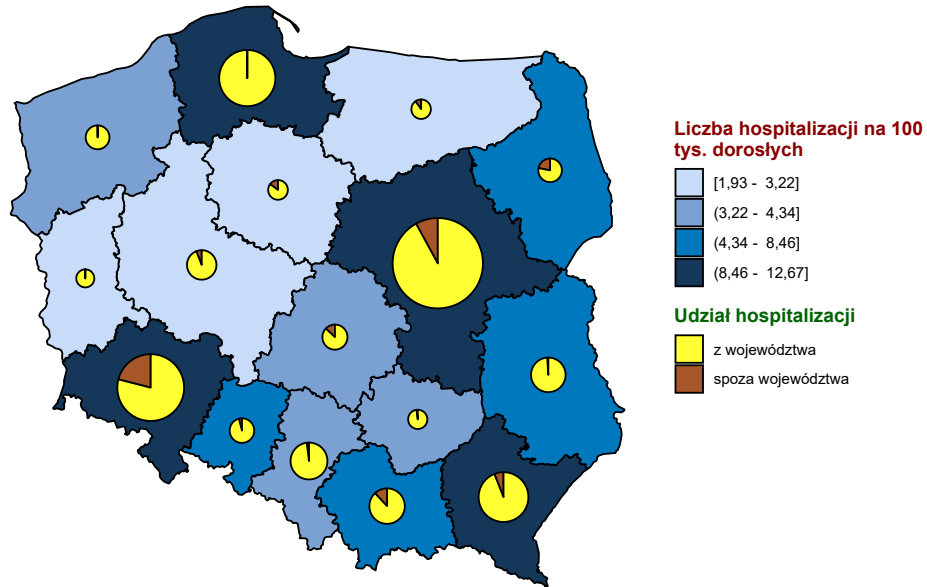 Liczba hospitalizacji na 100
tys. dorosłych
[1,93 - 3,22]
(3,22 - 4,34]
(4,34 - 8,46]
(8,46 - 12,67]
Udział hospitalizacji
z województwa
spoza województwa